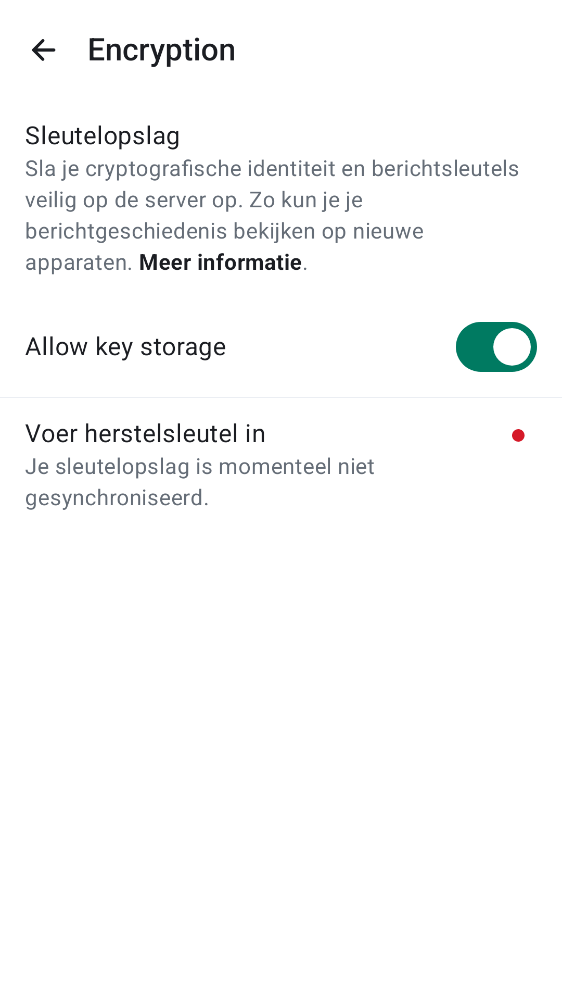 Encryption
Sleutelopslag
Sla je cryptografische identiteit en berichtsleutels
veilig op de server op. Zo kun je je
berichtgeschiedenis bekijken op nieuwe
apparaten. Meer informatie.
Allow key storage
Voer herstelsleutel in
Je sleutelopslag is momenteel niet
gesynchroniseerd.